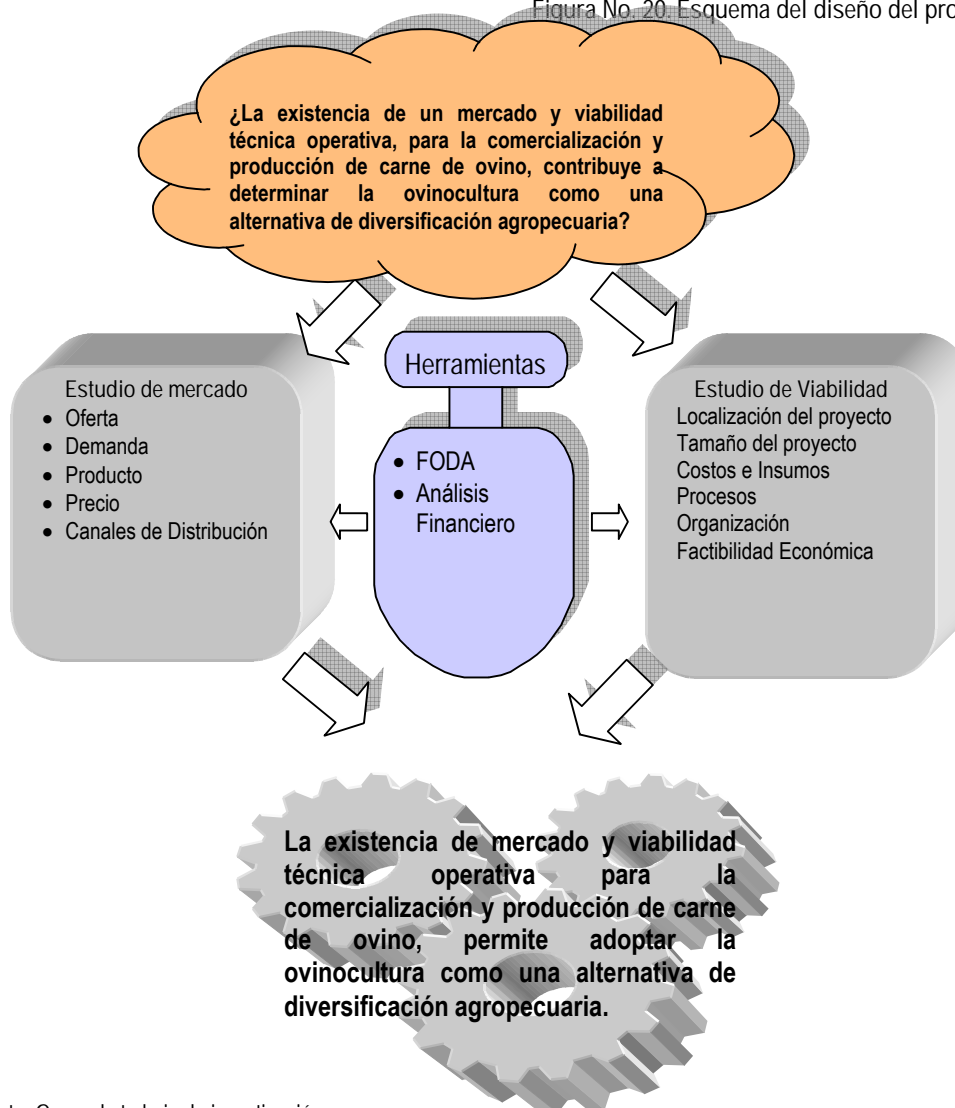 Figura No. 20. Esquema del diseño del pro
¿La existencia de un mercado y viabilidad
técnica operativa, para la comercialización y
producción de carne de ovino, contribuye a
determinar la ovinocultura como una
alternativa de diversificación agropecuaria?
Herramientas
• FODA
• Análisis
Financiero
Estudio de mercado
• Oferta
• Demanda
• Producto
• Precio
• Canales de Distribución
Estudio de Viabilidad
Localización del proyecto
Tamaño del proyecto
Costos e Insumos
Procesos
Organización
Factibilidad Económica
La existencia de mercado y viabilidad
técnica operativa para la
comercialización y producción de carne
de ovino, permite adoptar la
ovinocultura como una alternativa de
diversificación agropecuaria.